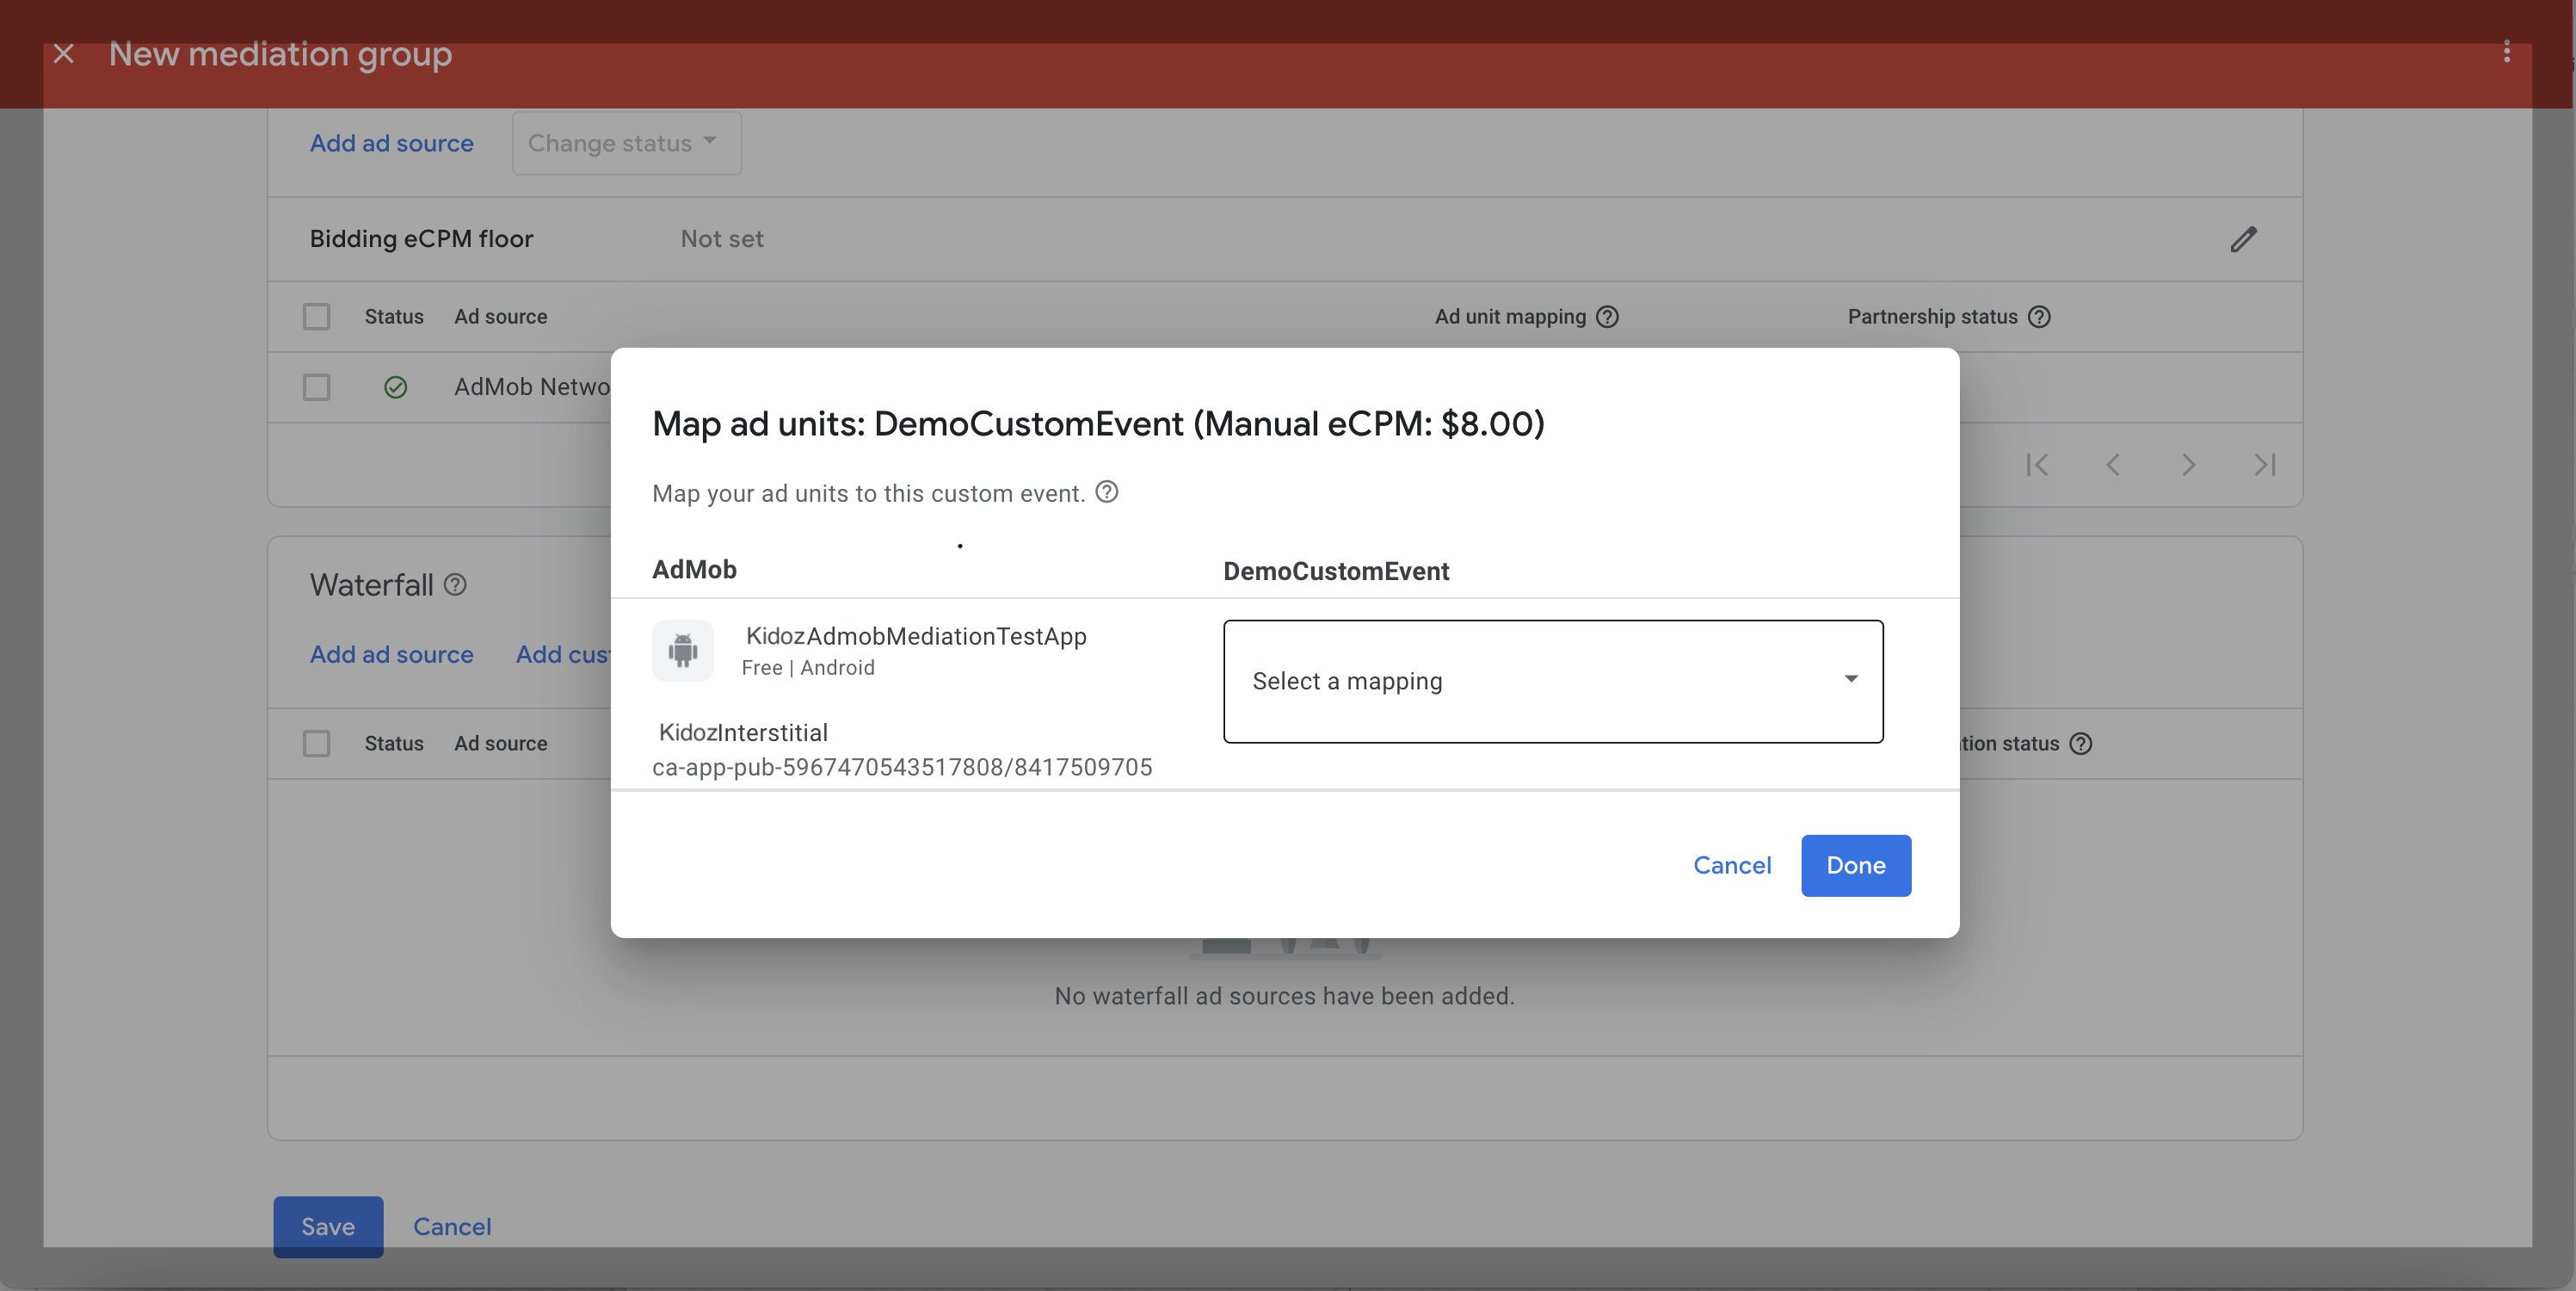 New mediation group
Add ad source Change status
Bidding eCPM floor Not set
Status Ad source Ad unit mapping Partnership status
AdMob Netwo
Map ad units: DemoCustomEvent (Manual eCPM: $8.00)
Map your ad units to this custom event.
AdMob DemoCustomEvent
KidozAdmobMediationTestApp
Free | Android
Select a mapping
KidozInterstitial
ca-app-pub-5967470543517808/8417509705
Cancel Done
Waterfall
Add ad source Add cust
Status Ad source tion status
No waterfall ad sources have been added.
Save Cancel